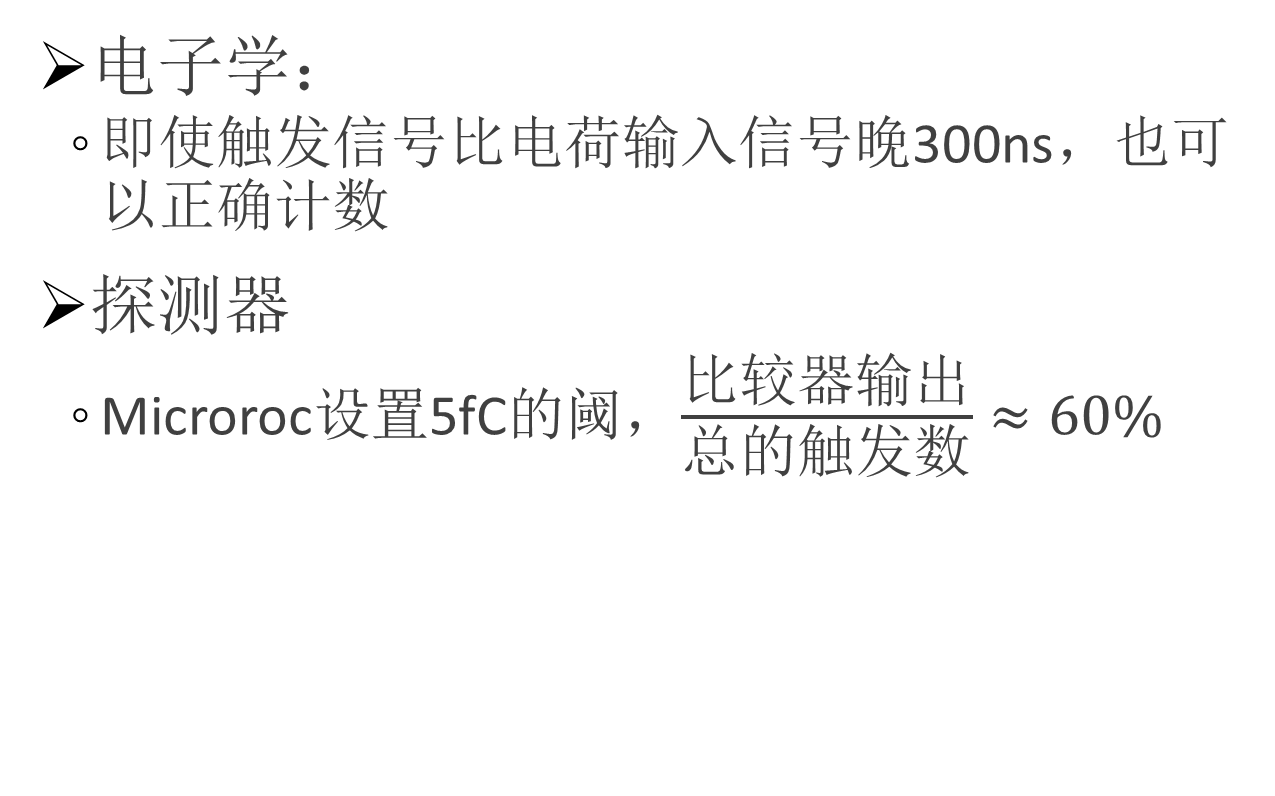 ➢电子学：
◦即使触发信号比电荷输入信号晚300ns，也可
以正确计数
➢探测器
◦Microroc设置5fC的阈，比较器输出/总的触发数 ≈ 60%